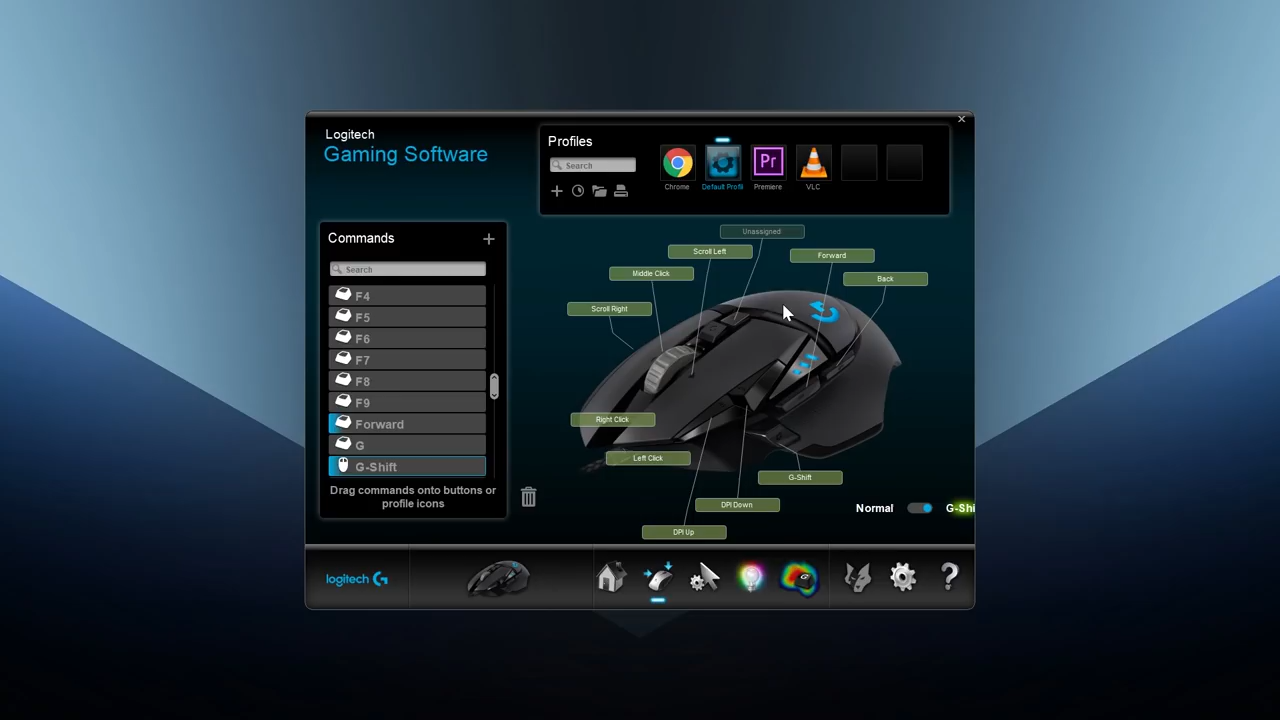 Logitech
Gaming Software
Profiles
Search
Chrome
Default Profil
Premiere
VLC
Commands
Search
F4
F5
F6
F7
F8
F9
Forward
G
G-Shift
Drag commands onto buttons or
profile icons
Unassigned
Scroll Left
Forward
Middle Click
Back
Scroll Right
Right Click
Left Click
G-Shift
DPI Down
Normal
G-Shi
DPI Up
logitech
G
?